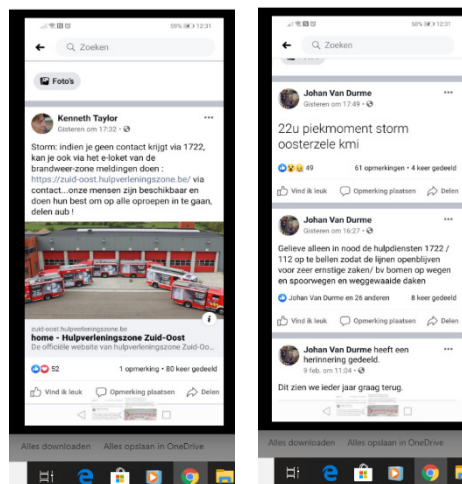 59% 12:31
Zoeken
Foto's
Kenneth Taylor
Gisteren om 17:32 ·
Storm: indien je geen contact krijgt via 1722,
kan je ook via het e-loket van de
brandweer-zone meldingen doen :
https://zuid-oost.hulpverleningszone.be/ via
contact...onze mensen zijn beschikbaar en
doen hun best om op alle oproepen in te gaan,
delen aub !
zuid-oost.hulpverleningszone.be
home - Hulpverleningszone Zuid-Oost
De officiële website van hulpverleningszone Zuid-Oo...
52
1 opmerking • 80 keer gedeeld
Vind ik leuk Opmerking plaatsen Delen
Alles downloaden Alles opslaan in OneDrive
12:31
Zoeken
Johan Van Durme
Gisteren om 17:49 ·
22u piekmoment storm
oosterzele kmi
49
61 opmerkingen • 4 keer gedeeld
Vind ik leuk Opmerking plaatsen Delen
Johan Van Durme
Gisteren om 16:27 ·
Gelieve alleen in nood de hulpdiensten 1722 /
112 op te bellen zodat de lijnen openblijven
voor zeer ernstige zaken/ bv bomen op wegen
en spoorwegen en weggewaaide daken
Johan Van Durme en 26 anderen 8 keer gedeeld
Vind ik leuk Opmerking plaatsen Delen
Johan Van Durme heeft een
herinnering gedeeld.
9 feb. om 11:04 ·
Dit zien we ieder jaar graag terug.
Alles downloaden Alles opslaan in OneDrive